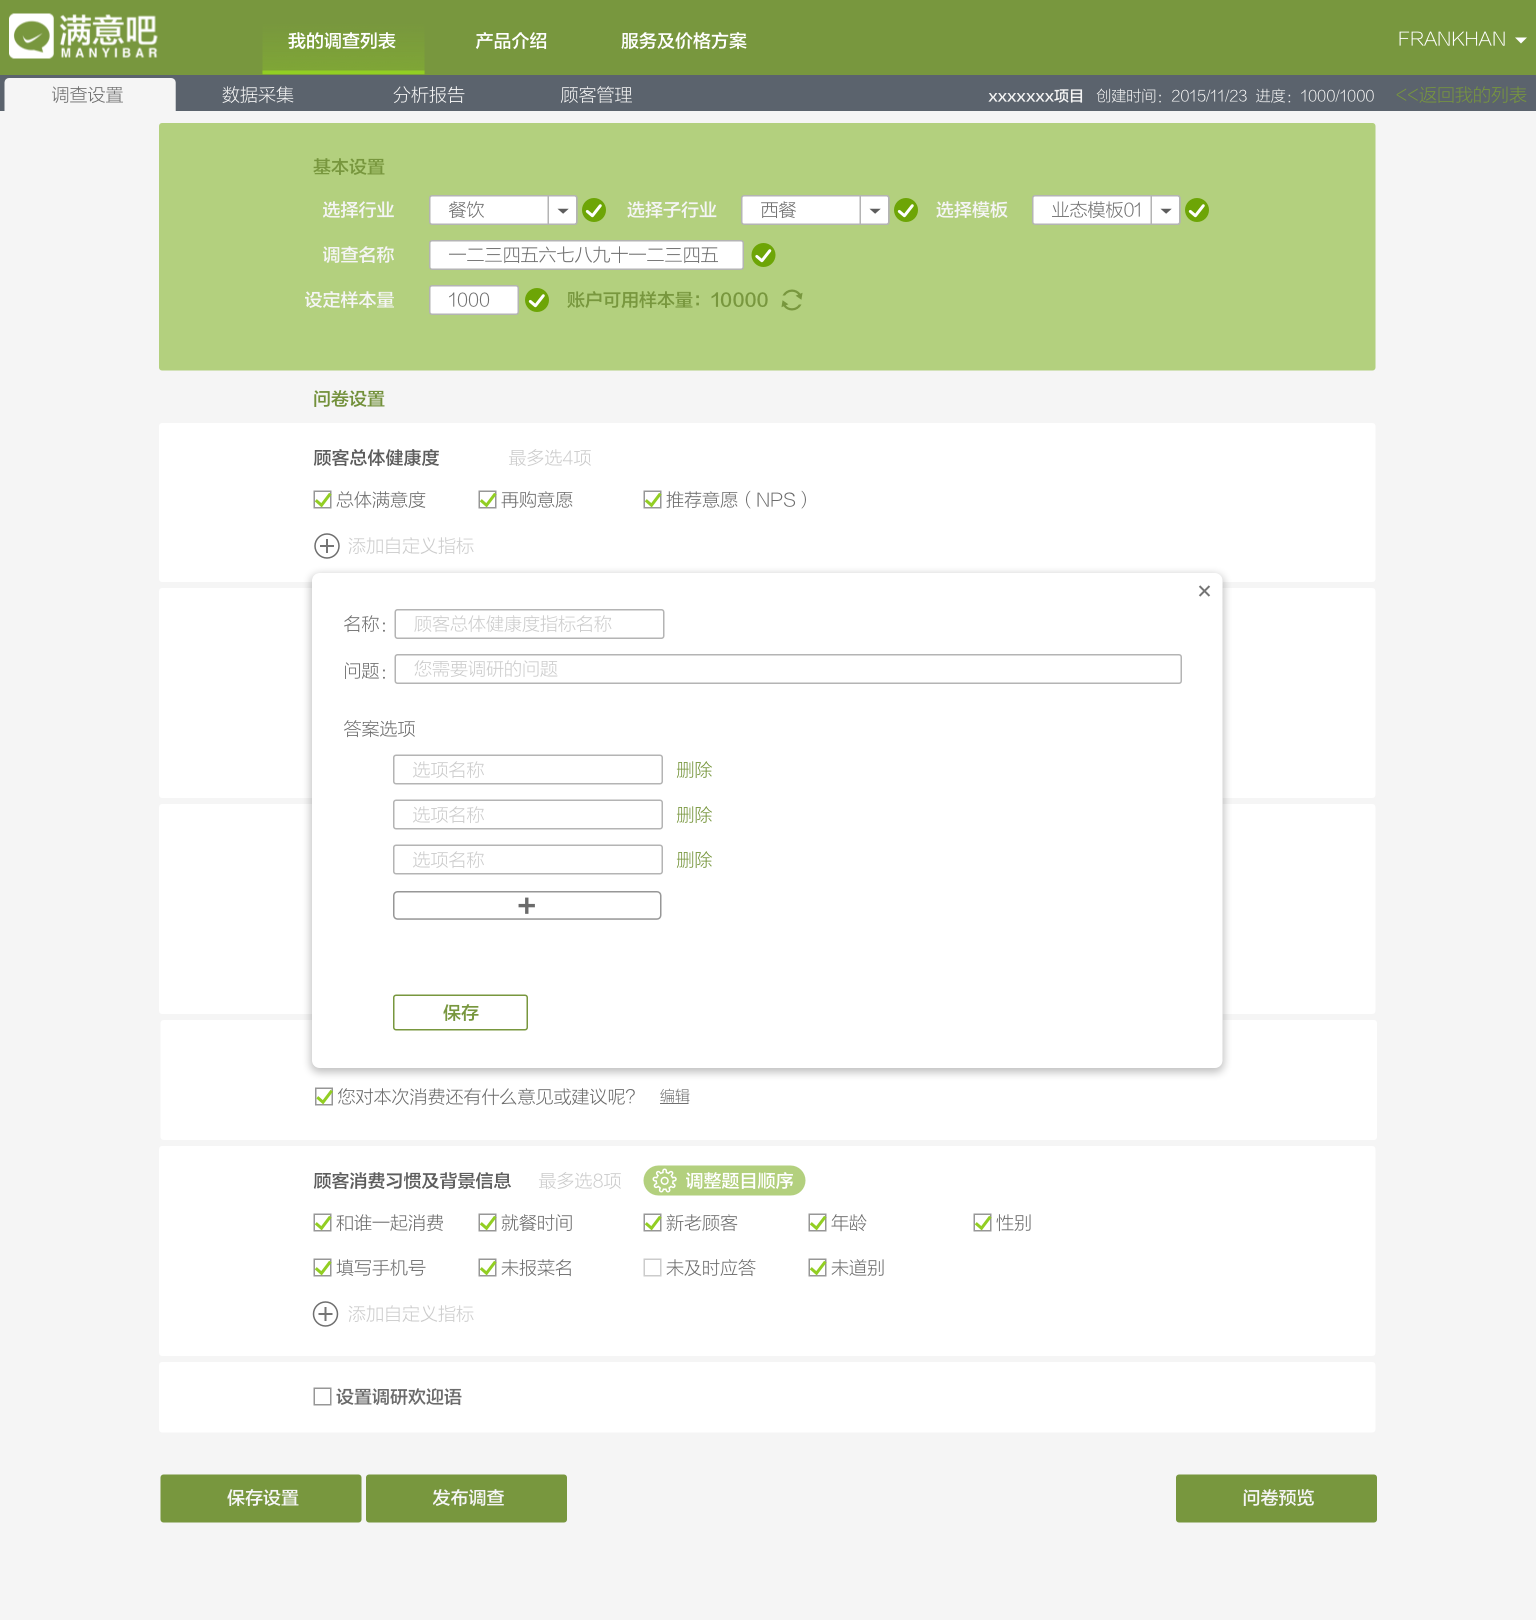 满意吧
MANYIBAR
我的调查列表 产品介绍 服务及价格方案 FRANKHAN
调查设置 数据采集 分析报告 顾客管理 xxxxxxx项目 创建时间：2015/11/23 进度：1000/1000 <<返回我的列表
基本设置
选择行业 餐饮 选择子行业 西餐 选择模板 业态模板01
调查名称 一二三四五六七八九十一二三四五
设定样本量 1000 账户可用样本量：10000
问卷设置
顾客总体健康度 最多选4项
总体满意度 再购意愿 推荐意愿（NPS）
添加自定义指标
名称： 顾客总体健康度指标名称
问题： 您需要调研的问题
答案选项
选项名称 删除
选项名称 删除
选项名称 删除
保存
您对本次消费还有什么意见或建议呢？ 编辑
顾客消费习惯及背景信息 最多选8项 调整题目顺序
和谁一起消费 就餐时间 新老顾客 年龄 性别
填写手机号 未报菜名 未及时应答 未道别
添加自定义指标
设置调研欢迎语
保存设置 发布调查 问卷预览